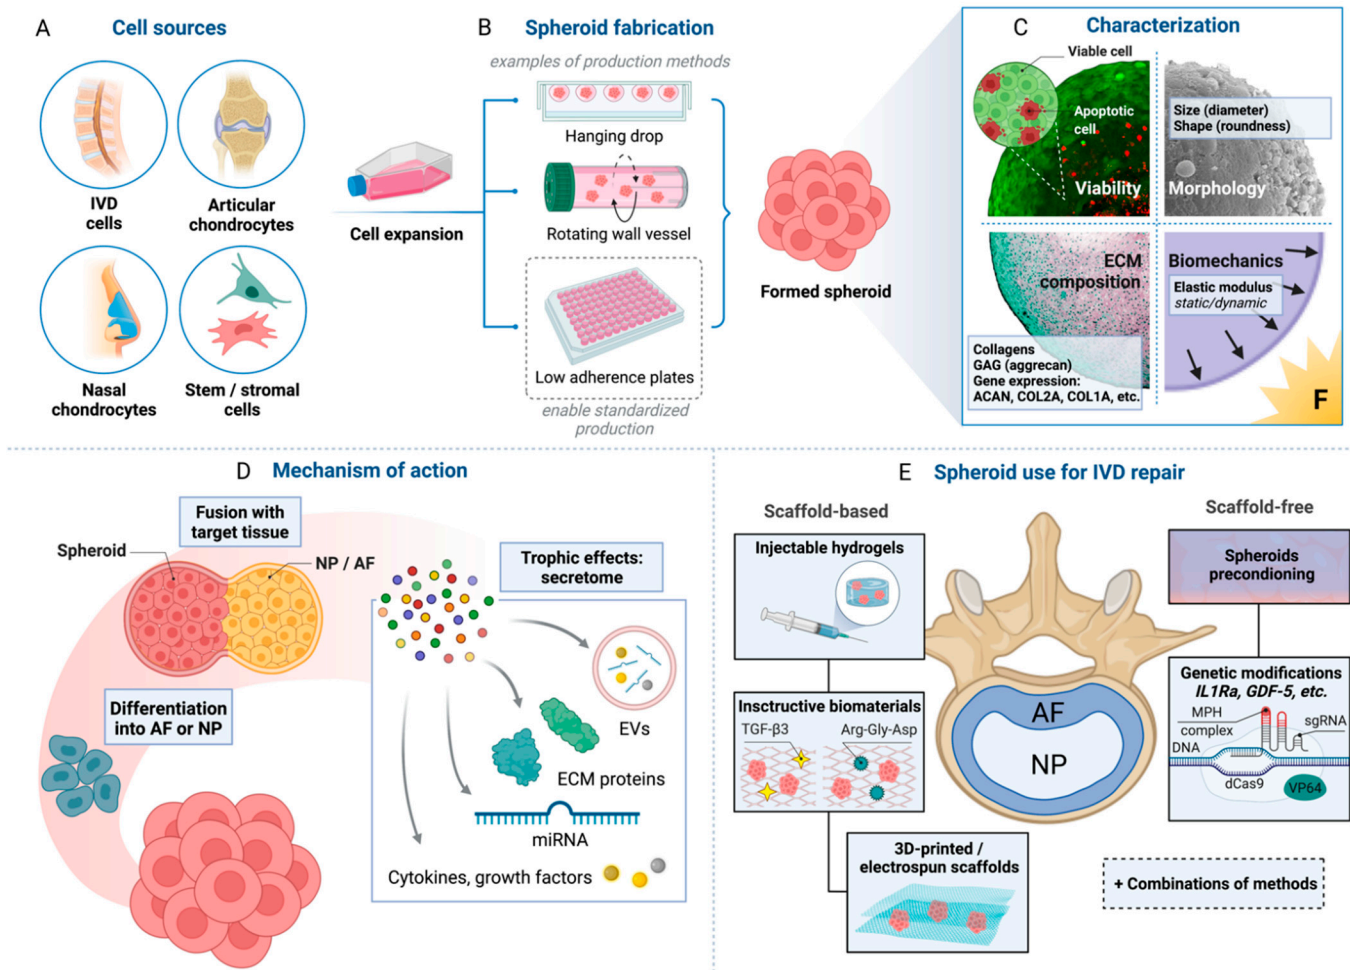 A Cell sources
IVD
cells
Articular
chondrocytes
Nasal
chondrocytes
Stem / stromal
cells
Cell expansion
B Spheroid fabrication
examples of production methods
Hanging drop
Rotating wall vessel
Low adherence plates
enable standardized
production
Formed spheroid
C Characterization
Viable cell
Apoptotic
cell
Viability
Size (diameter)
Shape (roundness)
Morphology
ECM
composition
Collagens
GAG (aggrecan)
Gene expression:
ACAN, COL2A, COL1A, etc.
Biomechanics
Elastic modulus
static/dynamic
F
D Mechanism of action
Fusion with
target tissue
Spheroid
NP / AF
Differentiation
into AF or NP
Trophic effects:
secretome
EVs
ECM proteins
miRNA
Cytokines, growth factors
E Spheroid use for IVD repair
Scaffold-based
Injectable hydrogels
Insctructive biomaterials
TGF-β3 Arg-Gly-Asp
3D-printed /
electrospun scaffolds
AF
NP
Scaffold-free
Spheroids
precondioning
Genetic modifications
IL1Ra, GDF-5, etc.
MPH
complex
sgRNA
DNA
dCas9
VP64
+ Combinations of methods